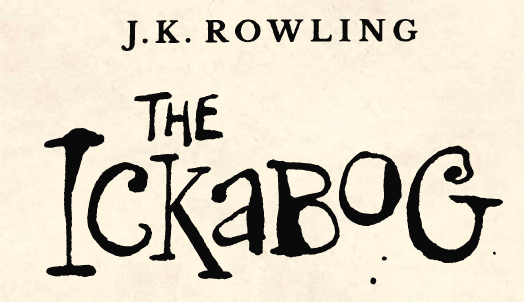 J.K. ROWLING
THE
ICKABOG